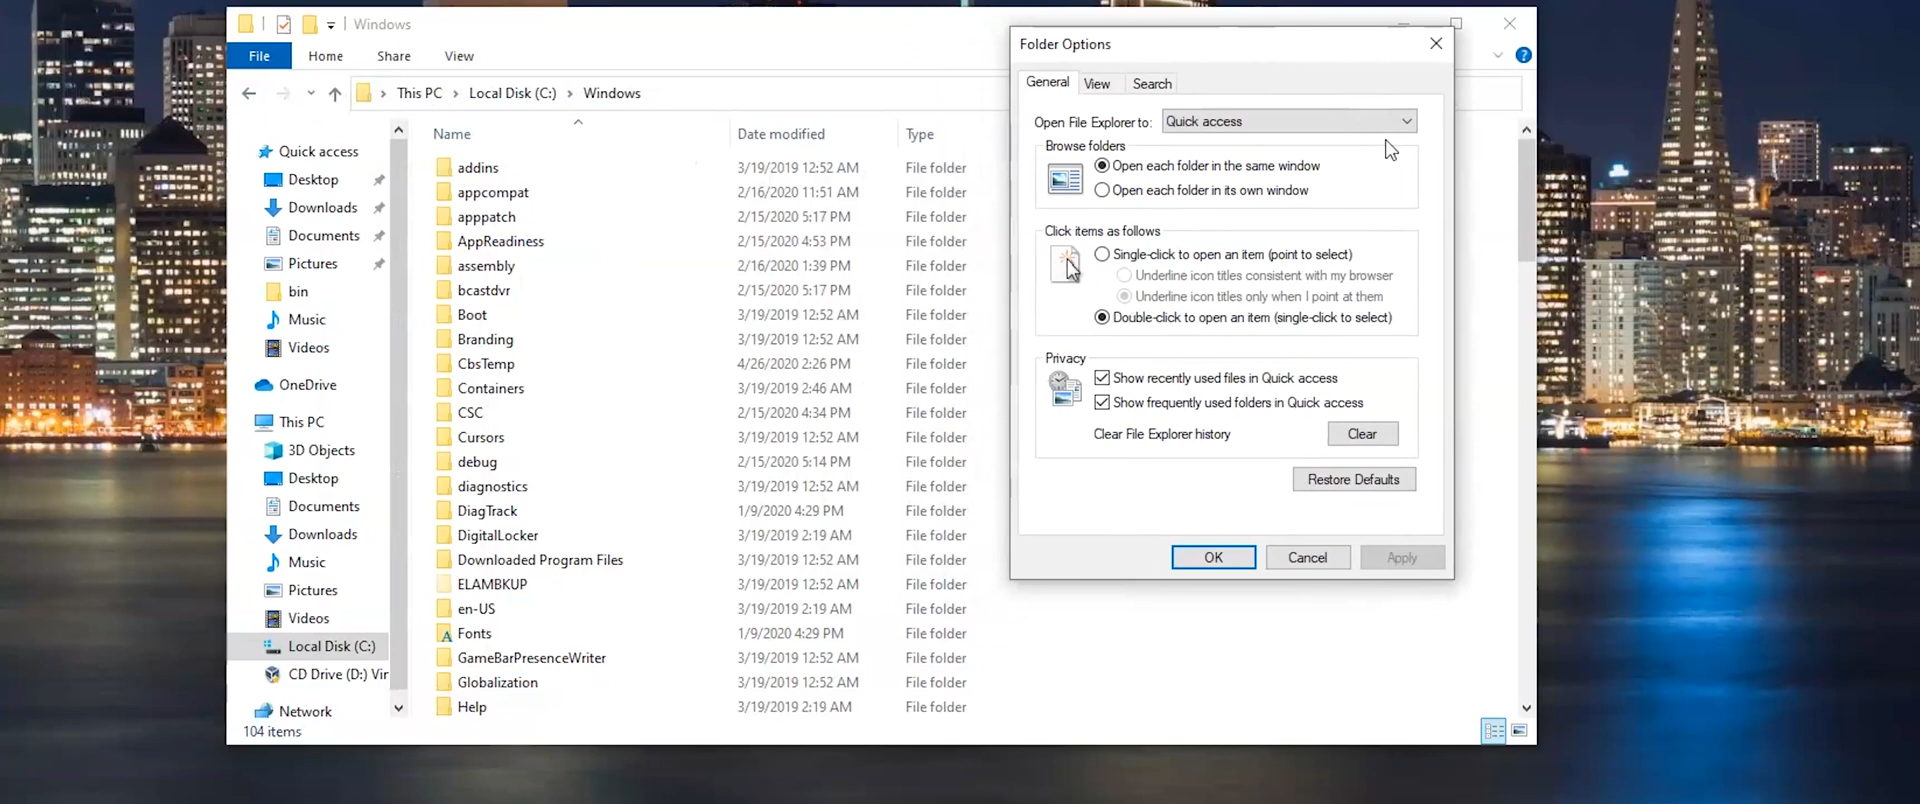 Windows
File Home Share View
This PC Local Disk (C:) Windows
Quick access
Desktop
Downloads
Documents
Pictures
bin
Music
Videos
OneDrive
This PC
3D Objects
Desktop
Documents
Downloads
Music
Pictures
Videos
Local Disk (C:)
CD Drive (D:) Vir
Network
Name Date modified Type
addins 3/19/2019 12:52 AM File folder
appcompat 2/16/2020 11:51 AM File folder
apppatch 2/15/2020 5:17 PM File folder
AppReadiness 2/15/2020 4:53 PM File folder
assembly 2/16/2020 1:39 PM File folder
bcastdvr 2/15/2020 5:17 PM File folder
Boot 3/19/2019 12:52 AM File folder
Branding 3/19/2019 12:52 AM File folder
CbsTemp 4/26/2020 2:26 PM File folder
Containers 3/19/2019 2:46 AM File folder
CSC 2/15/2020 4:34 PM File folder
Cursors 3/19/2019 12:52 AM File folder
debug 2/15/2020 5:14 PM File folder
diagnostics 3/19/2019 12:52 AM File folder
DiagTrack 1/9/2020 4:29 PM File folder
DigitalLocker 3/19/2019 2:19 AM File folder
Downloaded Program Files 3/19/2019 12:52 AM File folder
ELAMBKUP 3/19/2019 12:52 AM File folder
en-US 3/19/2019 2:19 AM File folder
Fonts 1/9/2020 4:29 PM File folder
GameBarPresenceWriter 3/19/2019 12:52 AM File folder
Globalization 3/19/2019 12:52 AM File folder
Help 3/19/2019 2:19 AM File folder
104 items
Folder Options
General View Search
Open File Explorer to: Quick access
Browse folders
Open each folder in the same window
Open each folder in its own window
Click items as follows
Single-click to open an item (point to select)
Underline icon titles consistent with my browser
Underline icon titles only when I point at them
Double-click to open an item (single-click to select)
Privacy
Show recently used files in Quick access
Show frequently used folders in Quick access
Clear File Explorer history Clear
Restore Defaults
OK Cancel Apply